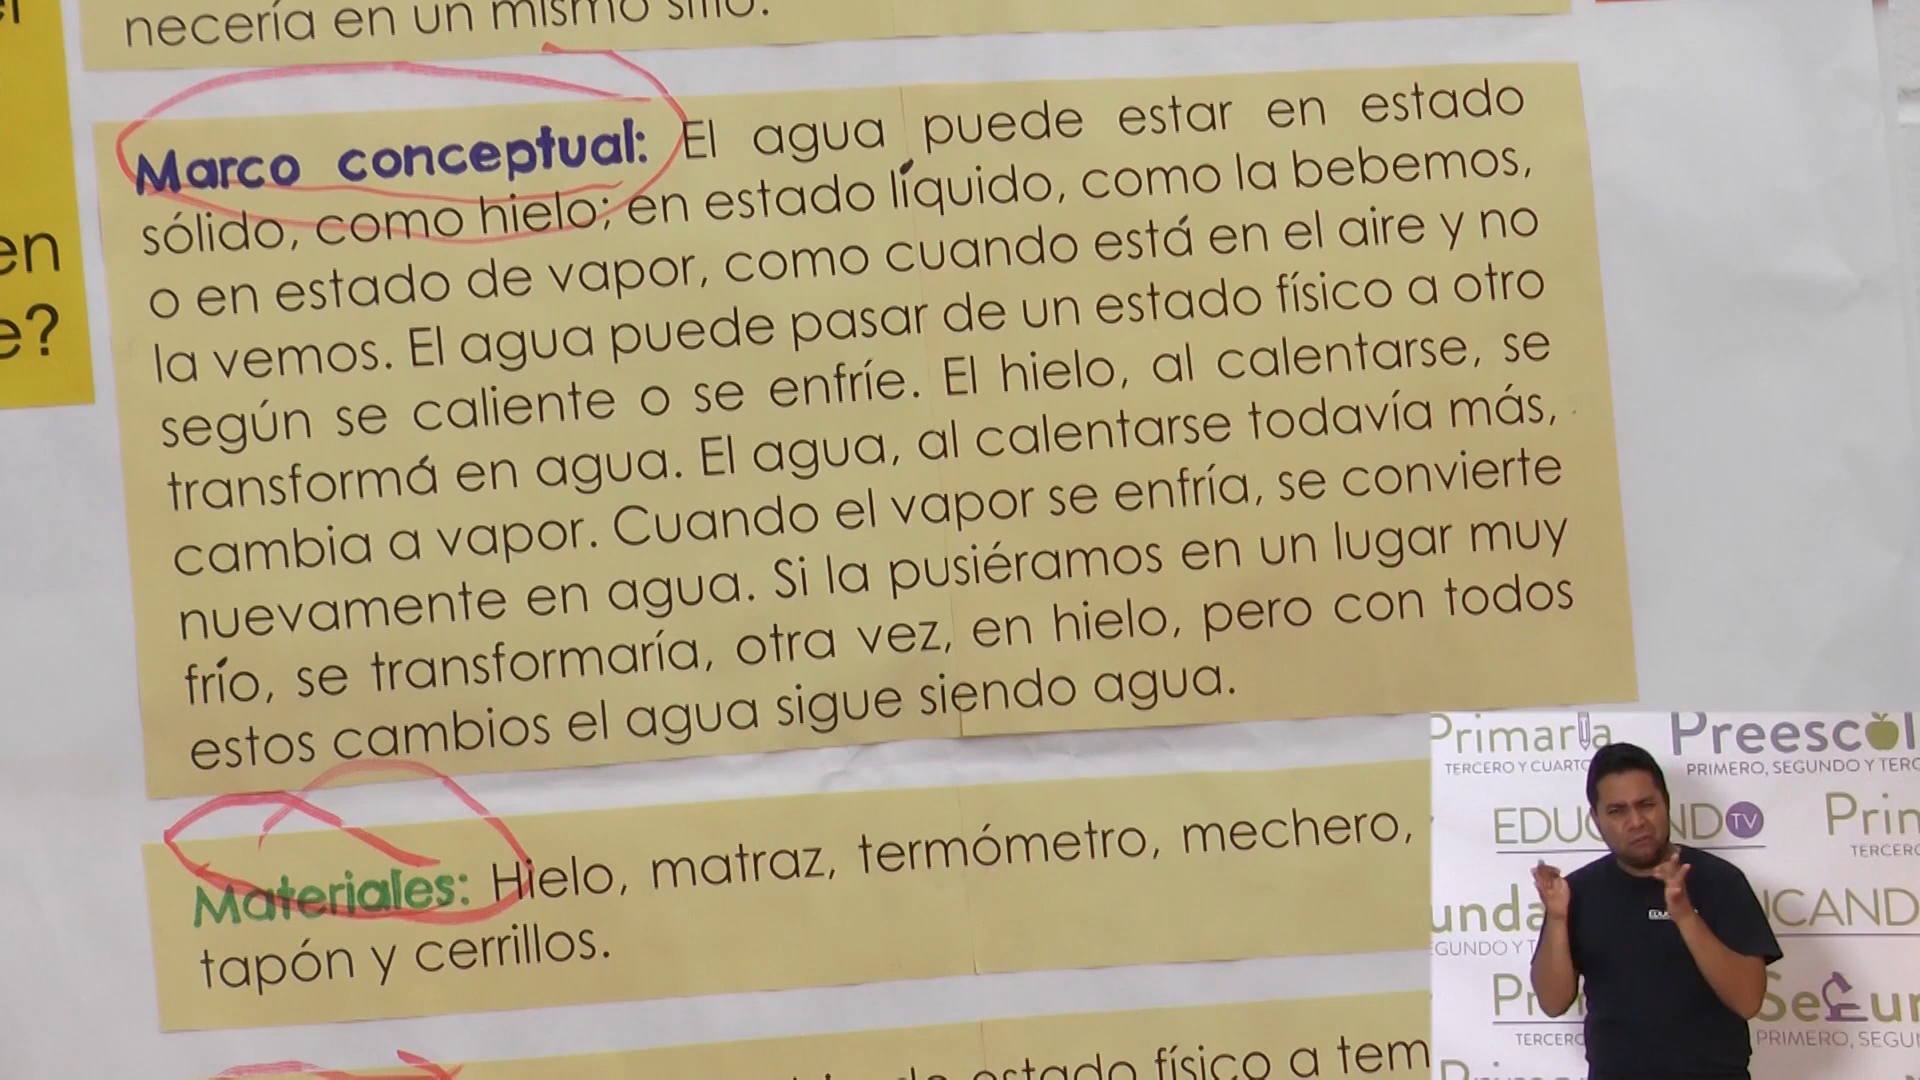 necería en un mismo sitio.
en
e?
Marco conceptual: El agua puede estar en estado
sólido, como hielo; en estado líquido, como la bebemos,
o en estado de vapor, como cuando está en el aire y no
la vemos. El agua puede pasar de un estado físico a otro
según se caliente o se enfríe. El hielo, al calentarse, se
transformá en agua. El agua, al calentarse todavía más,
cambia a vapor. Cuando el vapor se enfría, se convierte
nuevamente en agua. Si la pusiéramos en un lugar muy
frío, se transformaría, otra vez, en hielo, pero con todos
estos cambios el agua sigue siendo agua.
Materiales: Hielo, matraz, termómetro, mechero,
tapón y cerrillos.
estado físico a tem
Primaria Preescol
TERCERO Y CUARTO PRIMERO, SEGUNDO Y TERC
EDUC NDO TV Prim
TERCERO
unda ICAND
EGUNDO Y T
Pr Secur
TERCERO PRIMERO, SEGU